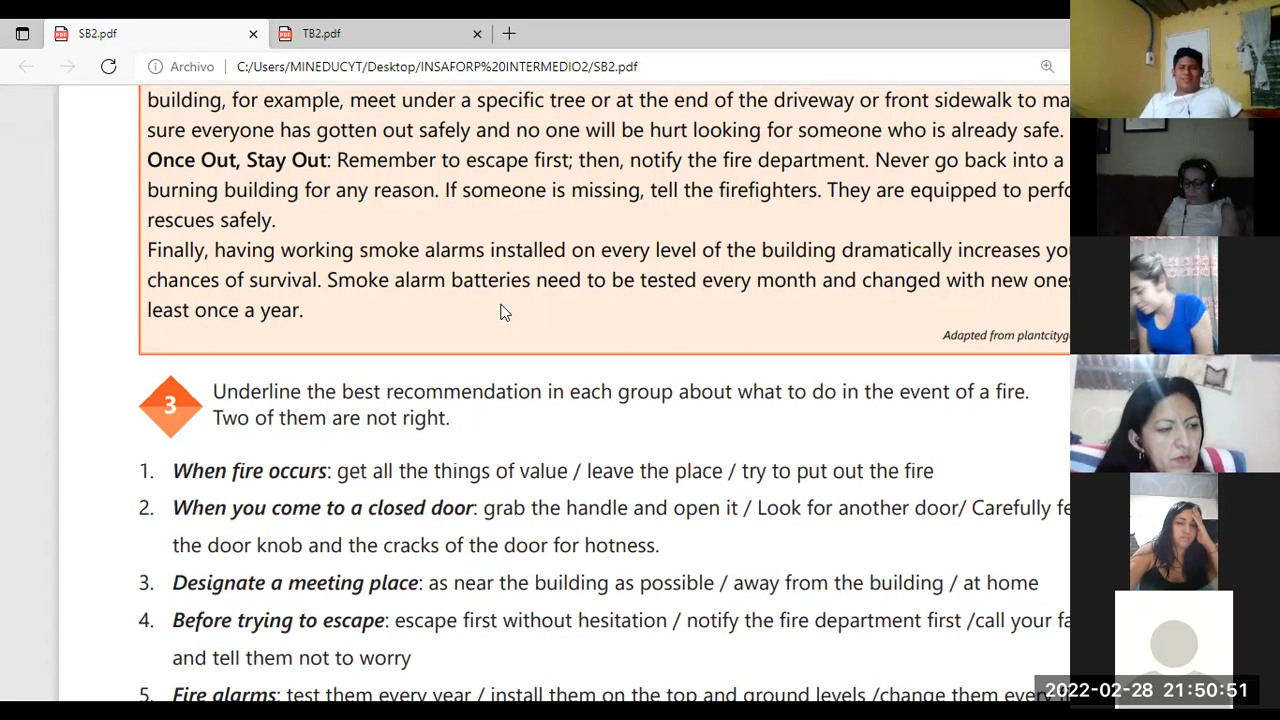 SB2.pdf
TB2.pdf
Archivo
C:/Users/MINEDUCYT/Desktop/INSAFORP%20INTERMEDIO2/SB2.pdf
building, for example, meet under a specific tree or at the end of the driveway or front sidewalk to ma
sure everyone has gotten out safely and no one will be hurt looking for someone who is already safe.
Once Out, Stay Out: Remember to escape first; then, notify the fire department. Never go back into a
burning building for any reason. If someone is missing, tell the firefighters. They are equipped to perfo
rescues safely.
Finally, having working smoke alarms installed on every level of the building dramatically increases yo
chances of survival. Smoke alarm batteries need to be tested every month and changed with new ones
least once a year.
Adapted from plantcityg
3 Underline the best recommendation in each group about what to do in the event of a fire.
Two of them are not right.
1. When fire occurs: get all the things of value / leave the place / try to put out the fire
2. When you come to a closed door: grab the handle and open it / Look for another door/ Carefully fe
the door knob and the cracks of the door for hotness.
3. Designate a meeting place: as near the building as possible / away from the building / at home
4. Before trying to escape: escape first without hesitation / notify the fire department first /call your fa
and tell them not to worry
5. Fire alarms: test them every year / install them on the top and ground levels /change them every
2022-02-28 21:50:51